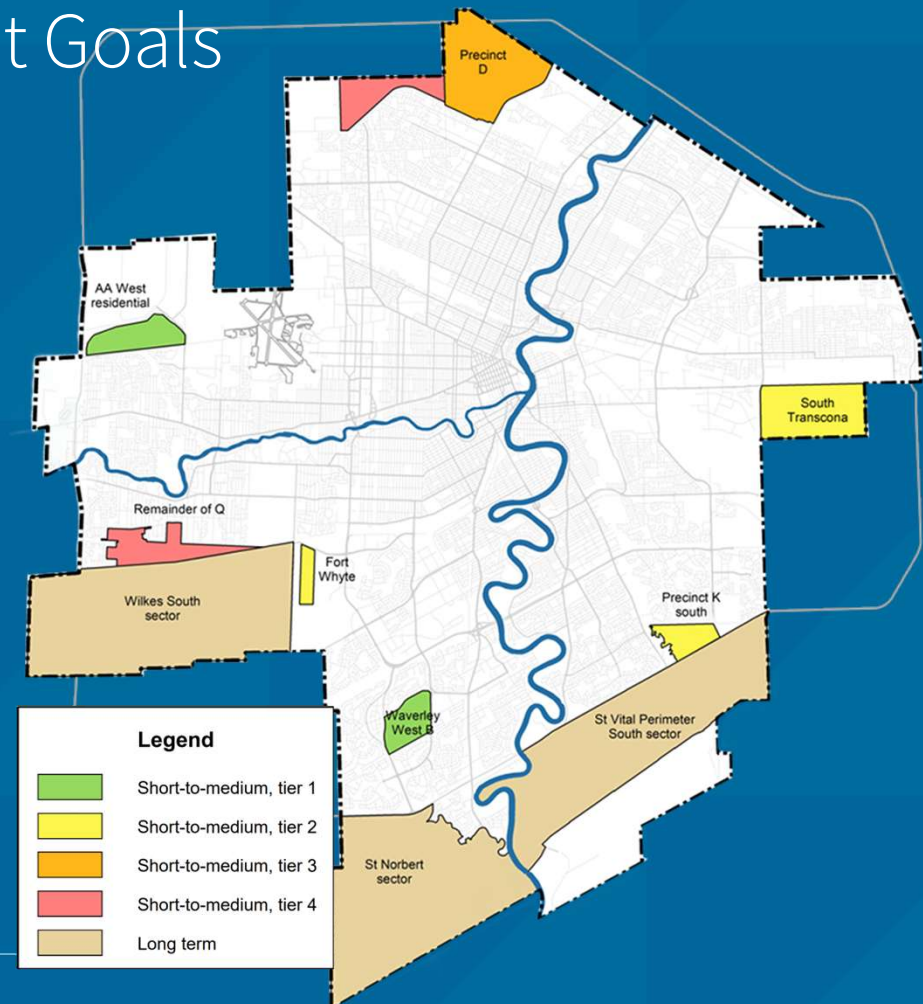 t Goals
Precinct
D
AA West
residential
South
Transcona
Remainder of Q
Fort
Whyte
Wilkes South
sector
Precinct K
south
Waverley
West B
St Vital Perimeter
South sector
St Norbert
sector
Legend
Short-to-medium, tier 1
Short-to-medium, tier 2
Short-to-medium, tier 3
Short-to-medium, tier 4
Long term